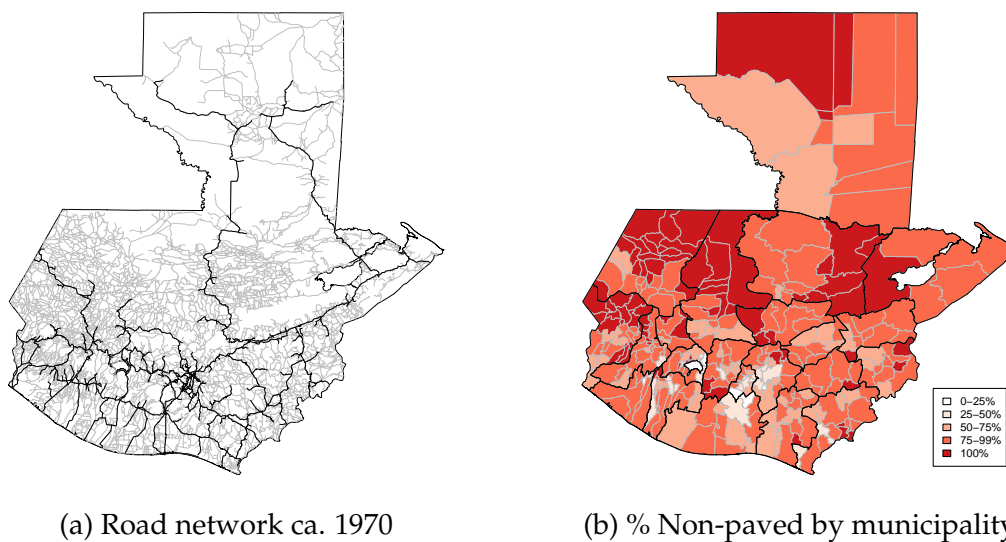 0−25%
25−50%
50−75%
75−99%
100%
(a) Road network ca. 1970
(b) % Non-paved by municipality